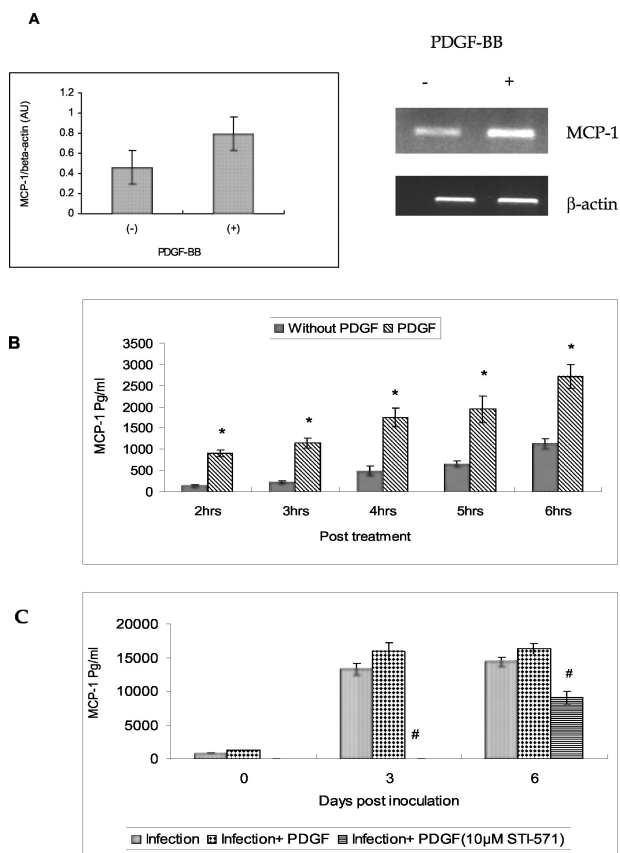 A
PDGF-BB
- +
MCP-1
β-actin
MCP-1/beta-actin (AU)
1.2
1
0.8
0.6
0.4
0.2
0
(-) (+)
PDGF-BB
B
Without PDGF PDGF
MCP-1 Pg/ml
3500
3000
2500
2000
1500
1000
500
0
* * * * *
2hrs 3hrs 4hrs 5hrs 6hrs
Post treatment
C
MCP-1 Pg/ml
20000
15000
10000
5000
0
# #
0 3 6
Days post inoculation
Infection Infection+ PDGF Infection+ PDGF(10µM STI-571)